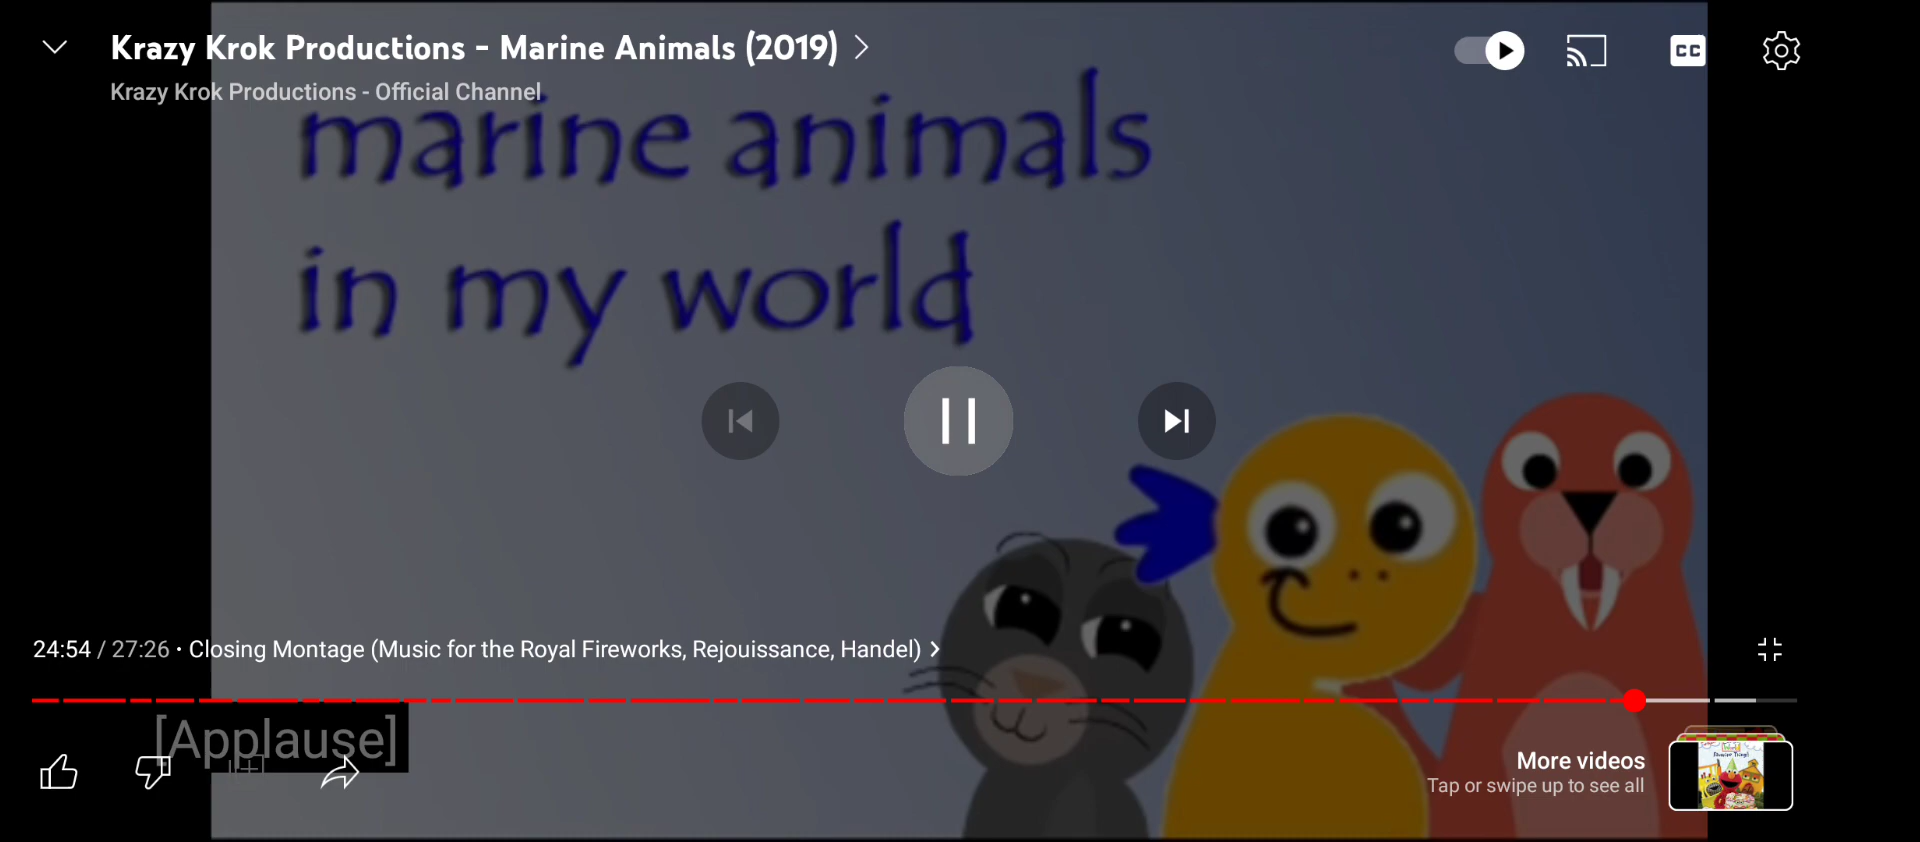 Krazy Krok Productions - Marine Animals (2019)
Krazy Krok Productions - Official Channel
CC
marine animals
in my world
24:54 / 27:26 • Closing Montage (Music for the Royal Fireworks, Rejouissance, Handel)
[Applause]
More videos
Tap or swipe up to see all